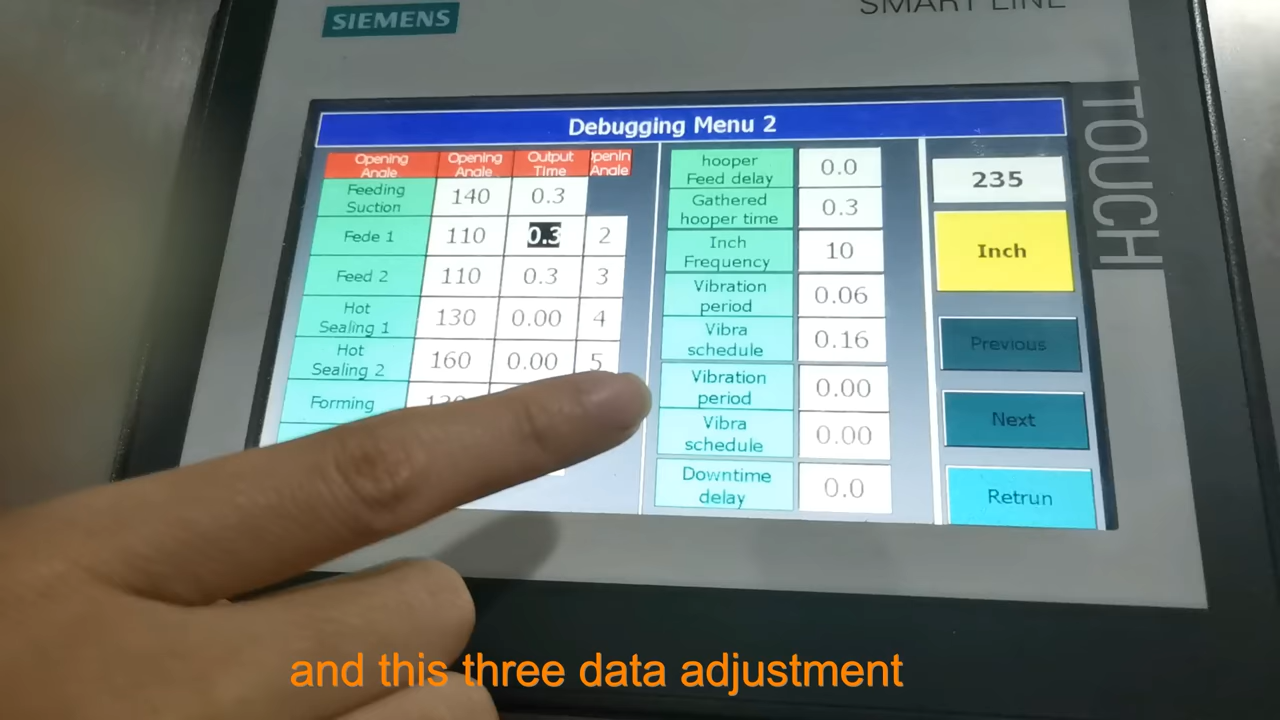 SIEMENS
SMART LINE
TOUCH
Debugging Menu 2
Opening
Angle
Opening
Angle
Output
Time
penin
Angle
Feeding
Suction
140
0.3
Fede 1
110
0.3
2
Feed 2
110
0.3
3
Hot
Sealing 1
130
0.00
4
Hot
Sealing 2
160
0.00
5
Forming
hooper
Feed delay
0.0
Gathered
hooper time
0.3
Inch
Frequency
10
Vibration
period
0.06
Vibra
schedule
0.16
Vibration
period
0.00
Vibra
schedule
0.00
Downtime
delay
0.0
235
Inch
Previous
Next
Retrun
and this three data adjustment